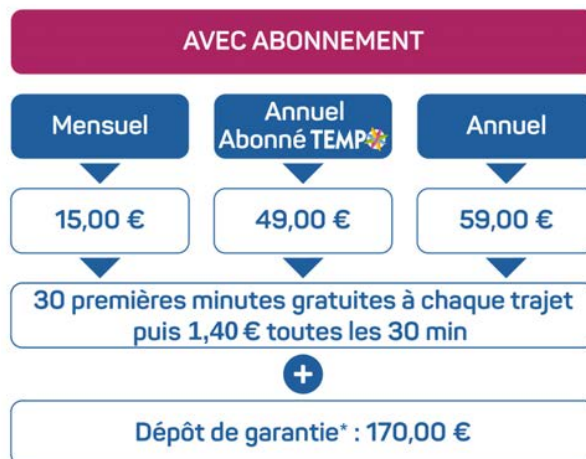 AVEC ABONNEMENT
Mensuel
Annuel
Abonné TEMPO
Annuel
15,00 €
49,00 €
59,00 €
30 premières minutes gratuites à chaque trajet
puis 1,40 € toutes les 30 min
+
Dépôt de garantie* : 170,00 €